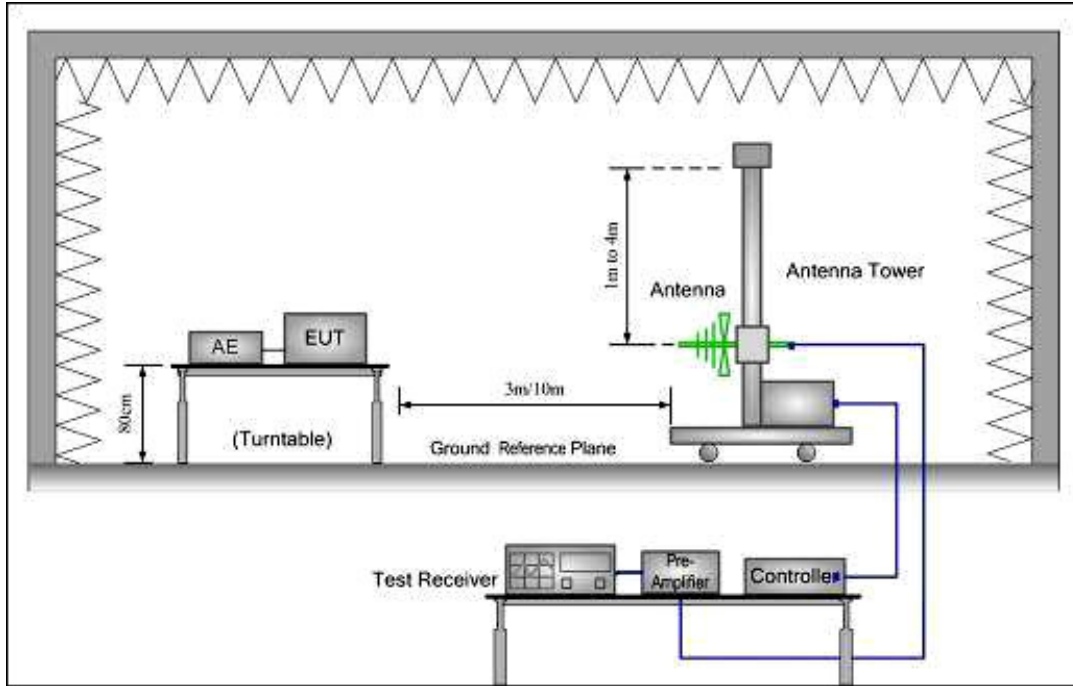 1m to 4m
Antenna Tower
Antenna
AE
EUT
80cm
3m/10m
(Turntable)
Ground Reference Plane
Test Receiver
Pre-
Amplifier
Controller